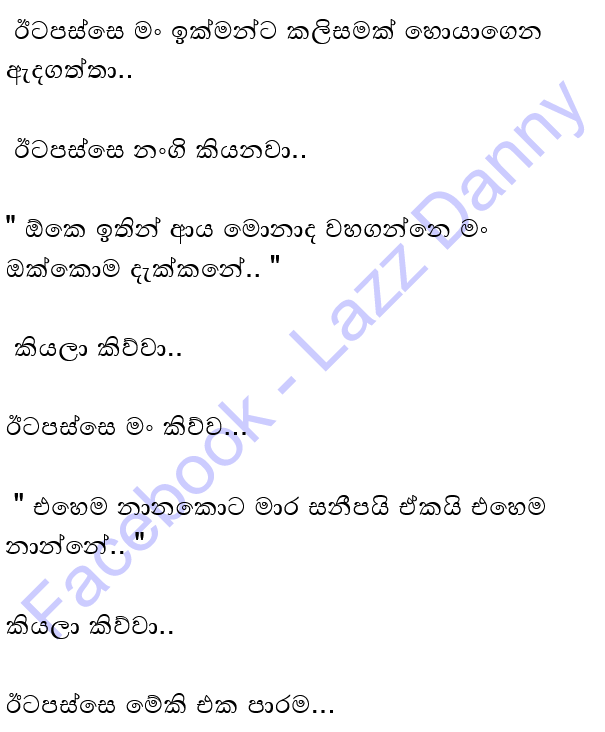 ඊටපස්සෙ මං ඉක්මන්ට කලිසමක් හොයාගෙන
ඇදගත්තා..
ඊටපස්සෙ නංගි කියනවා..
" ඕකෙ ඉතින් ආය මොනාද වහගන්නෙ මං
ඔක්කොම දැක්කනේ.. "
කියලා කිව්වා..
ඊටපස්සෙ මං කිව්ව...
" එහෙම නානකොට මාර සනීපයි ඒකයි එහෙම
නාන්නේ.. "
කියලා කිව්වා..
ඊටපස්සෙ මේකි එක පාරම...
Facebook - Lazz Danny